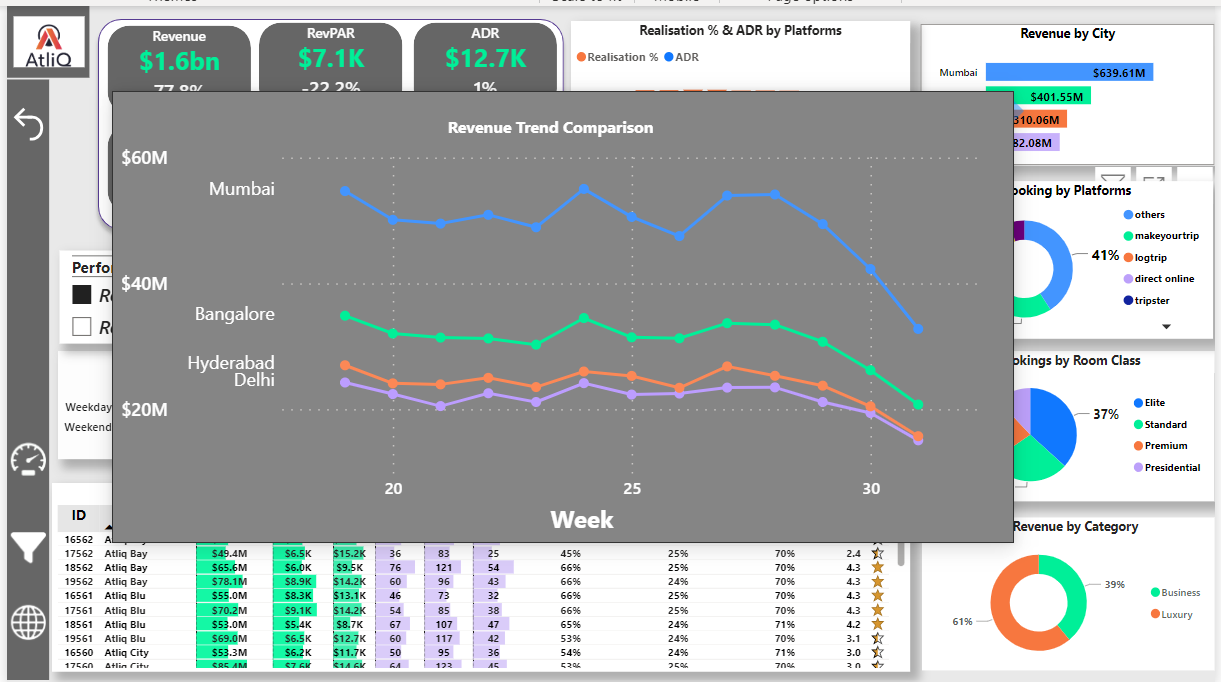 Themes Scale to fit Mobile Page options
AtliQ
Revenue
$1.6bn
77.8%
RevPAR
$7.1K
-22.2%
ADR
$12.7K
1%
Realisation % & ADR by Platforms
Realisation % ADR
Revenue by City
Mumbai $639.61M
$401.55M
310.06M
82.08M
Revenue Trend Comparison
$60M
$40M
$20M
Mumbai
Bangalore
Hyderabad
Delhi
20 25 30
Week
Perfo
R
R
Weekday
Weekend
ooking by Platforms
41%
others
makeyourtrip
logtrip
direct online
tripster
okings by Room Class
37%
Elite
Standard
Premium
Presidential
Revenue by Category
39%
61%
Business
Luxury
ID
16562
17562 Atliq Bay $49.4M $6.5K $15.2K 36 83 25 45% 25% 70% 2.4
18562 Atliq Bay $65.6M $6.0K $9.5K 76 121 54 66% 24% 70% 4.3
19562 Atliq Bay $78.1M $8.9K $14.2K 60 96 43 66% 24% 70% 4.3
16561 Atliq Blu $55.0M $8.3K $13.1K 46 73 32 66% 25% 70% 4.3
17561 Atliq Blu $70.2M $9.1K $14.2K 54 85 38 66% 25% 70% 4.3
18561 Atliq Blu $53.0M $5.4K $8.7K 67 107 47 65% 24% 71% 4.2
19561 Atliq Blu $69.0M $6.5K $12.7K 60 117 42 53% 24% 70% 3.1
16560 Atliq City $53.3M $6.2K $11.7K 50 95 36 54% 24% 71% 3.0
17560 Atliq City $85.4M $7.6K $14.6K 64 123 45 53% 25% 70% 3.0